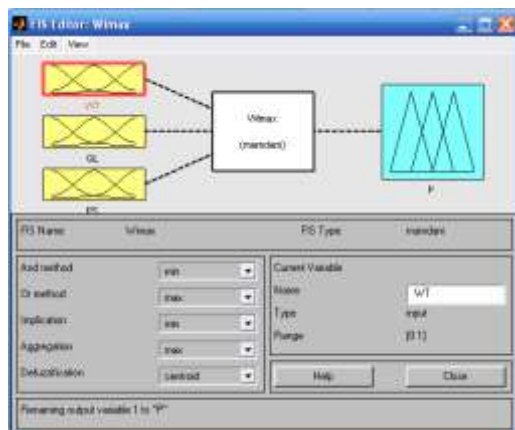 FIS Editor: Wimax
File Edit View
WT
GL
Wimax
(mamdani)
P
FIS Name: Wimax
FIS Type: mamdani
And method min
Or method max
Implication min
Aggregation max
Defuzzification centroid
Current Variable
Name WT
Type input
Range [0 1]
Help Close
Renaming output variable 1 to "P"